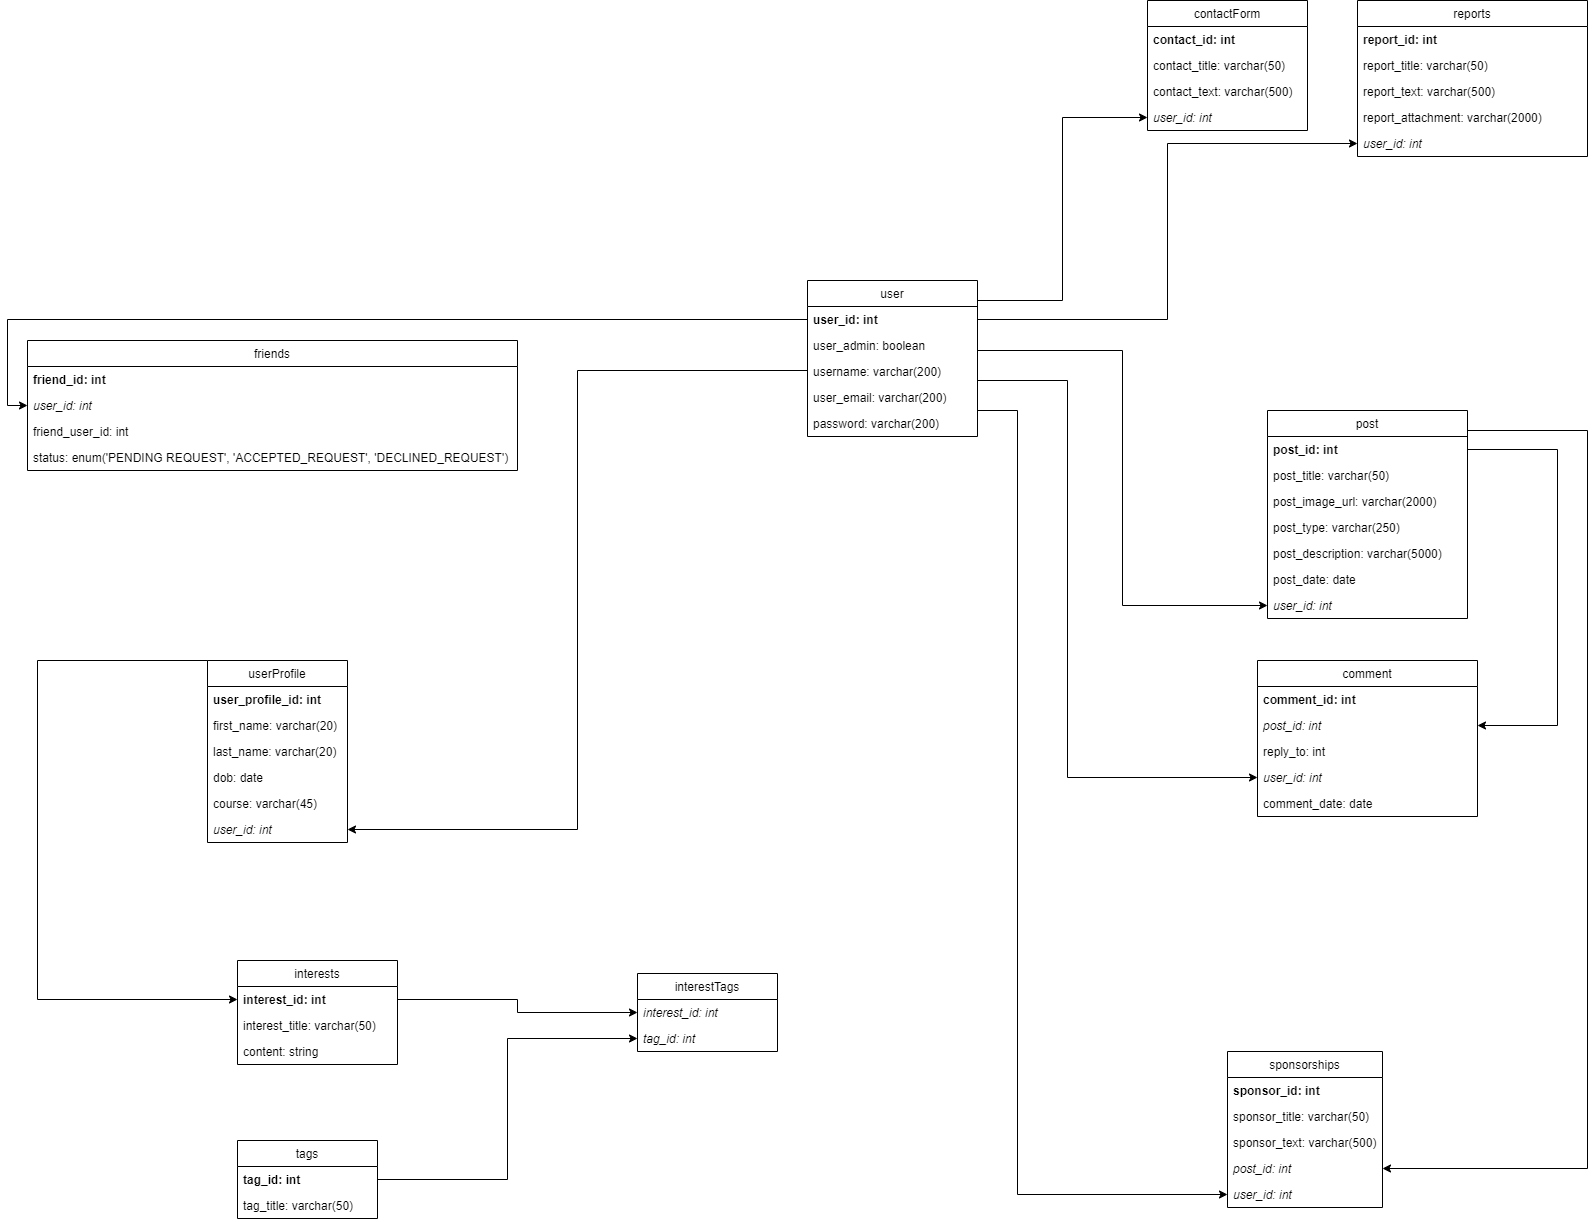 contactForm
contact_id: int
contact_title: varchar(50)
contact_text: varchar(500)
user_id: int
reports
report_id: int
report_title: varchar(50)
report_text: varchar(500)
report_attachment: varchar(2000)
user_id: int
user
user_id: int
user_admin: boolean
username: varchar(200)
user_email: varchar(200)
password: varchar(200)
friends
friend_id: int
user_id: int
friend_user_id: int
status: enum('PENDING REQUEST', 'ACCEPTED_REQUEST', 'DECLINED_REQUEST')
post
post_id: int
post_title: varchar(50)
post_image_url: varchar(2000)
post_type: varchar(250)
post_description: varchar(5000)
post_date: date
user_id: int
userProfile
user_profile_id: int
first_name: varchar(20)
last_name: varchar(20)
dob: date
course: varchar(45)
user_id: int
comment
comment_id: int
post_id: int
reply_to: int
user_id: int
comment_date: date
interests
interest_id: int
interest_title: varchar(50)
content: string
interestTags
interest_id: int
tag_id: int
sponsorships
sponsor_id: int
sponsor_title: varchar(50)
sponsor_text: varchar(500)
post_id: int
user_id: int
tags
tag_id: int
tag_title: varchar(50)